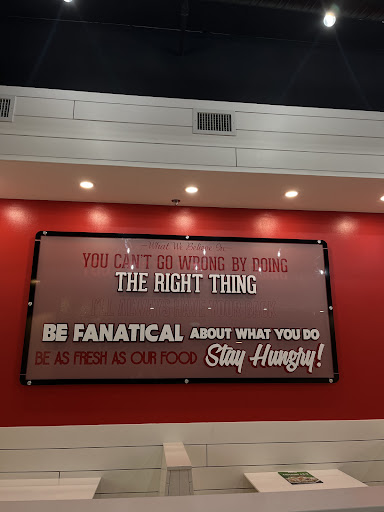 What We Believe In
YOU CAN'T GO WRONG BY DOING
THE RIGHT THING
BE FANATICAL ABOUT WHAT YOU DO
BE AS FRESH AS OUR FOOD Stay Hungry!